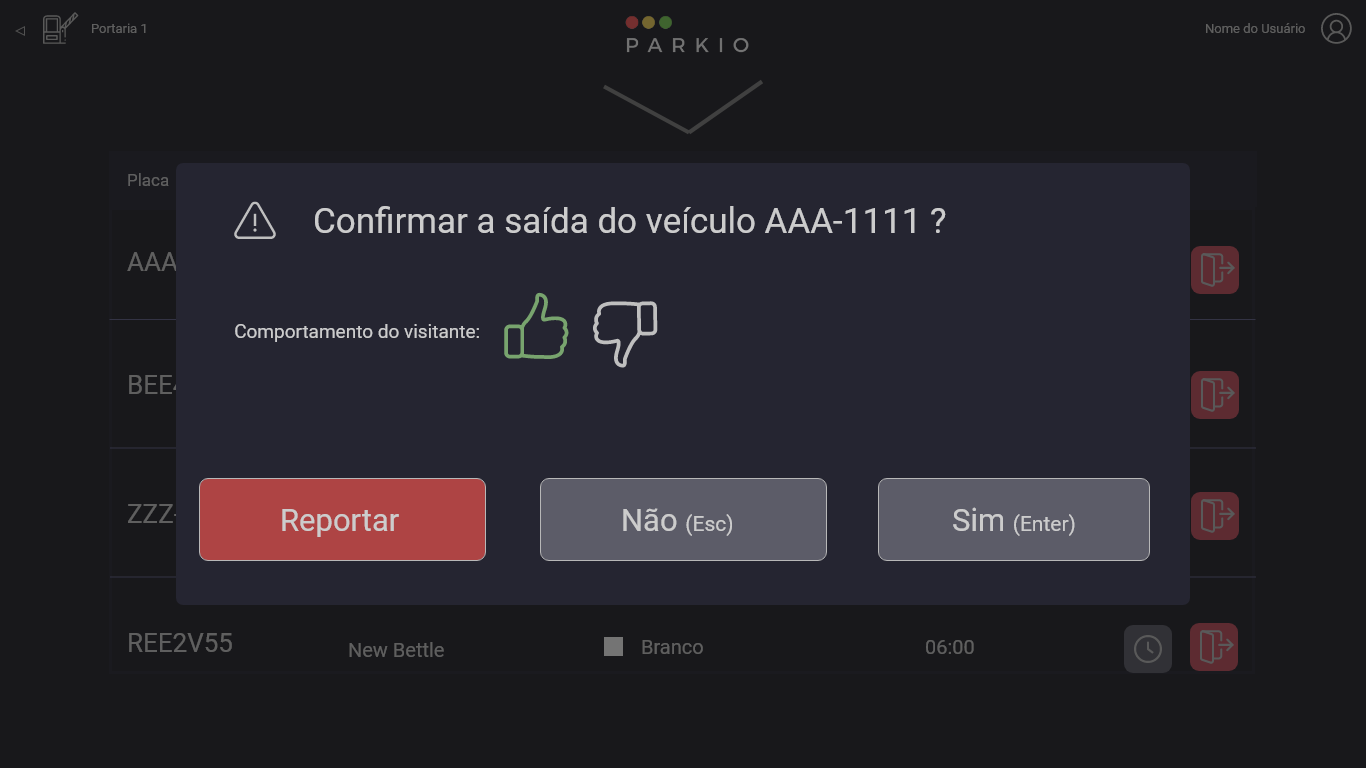 Portaria 1
PARKIO
Nome do Usuário
Placa
Confirmar a saída do veículo AAA-1111 ?
AAA
Comportamento do visitante:
BEE4
ZZZ-
Reportar
Não (Esc)
Sim (Enter)
REE2V55 New Bettle Branco 06:00